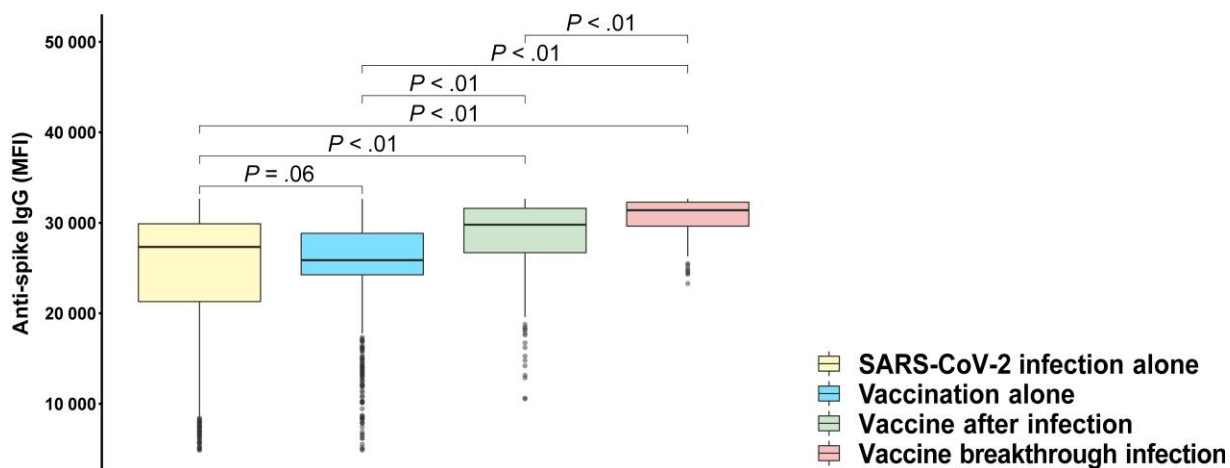 50 000
P < .01
P < .01
P < .01
40 000
P < .01
P < .01
P = .06
30 000
20 000
10 000
Anti-spike IgG (MFI)
SARS-CoV-2 infection alone
Vaccination alone
Vaccine after infection
Vaccine breakthrough infection